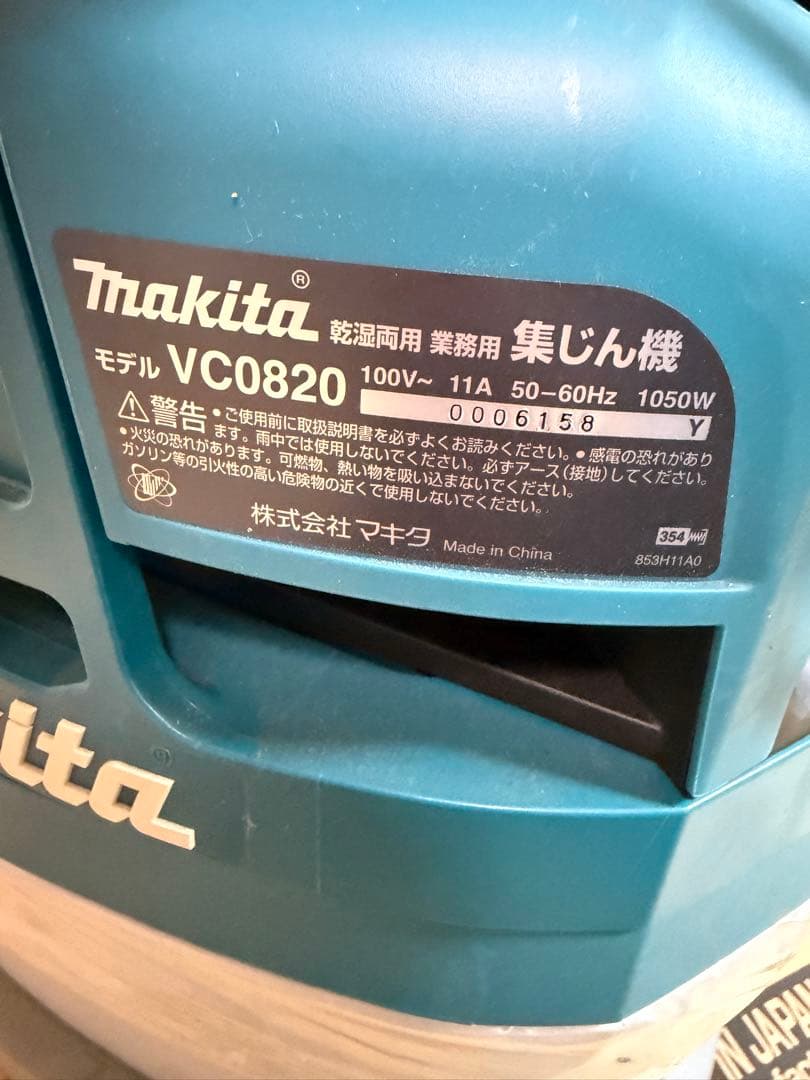 makita®
乾湿両用 業務用 集じん機
モデル VC0820 100V~ 11A 50-60Hz 1050W
0006158 Y
⚠警告 •ご使用前に取扱説明書を必ずよくお読みください。•感電の恐れがあり
ます。雨中では使用しないでください。必ずアース(接地)してください。
•火災の恐れがあります。可燃物、熱い物を吸い込まないでください。
ガソリン等の引火性の高い危険物の近くで使用しないでください。
株式会社 マキタ Made in China
354
853H11A0
ita®
IN JAPAN